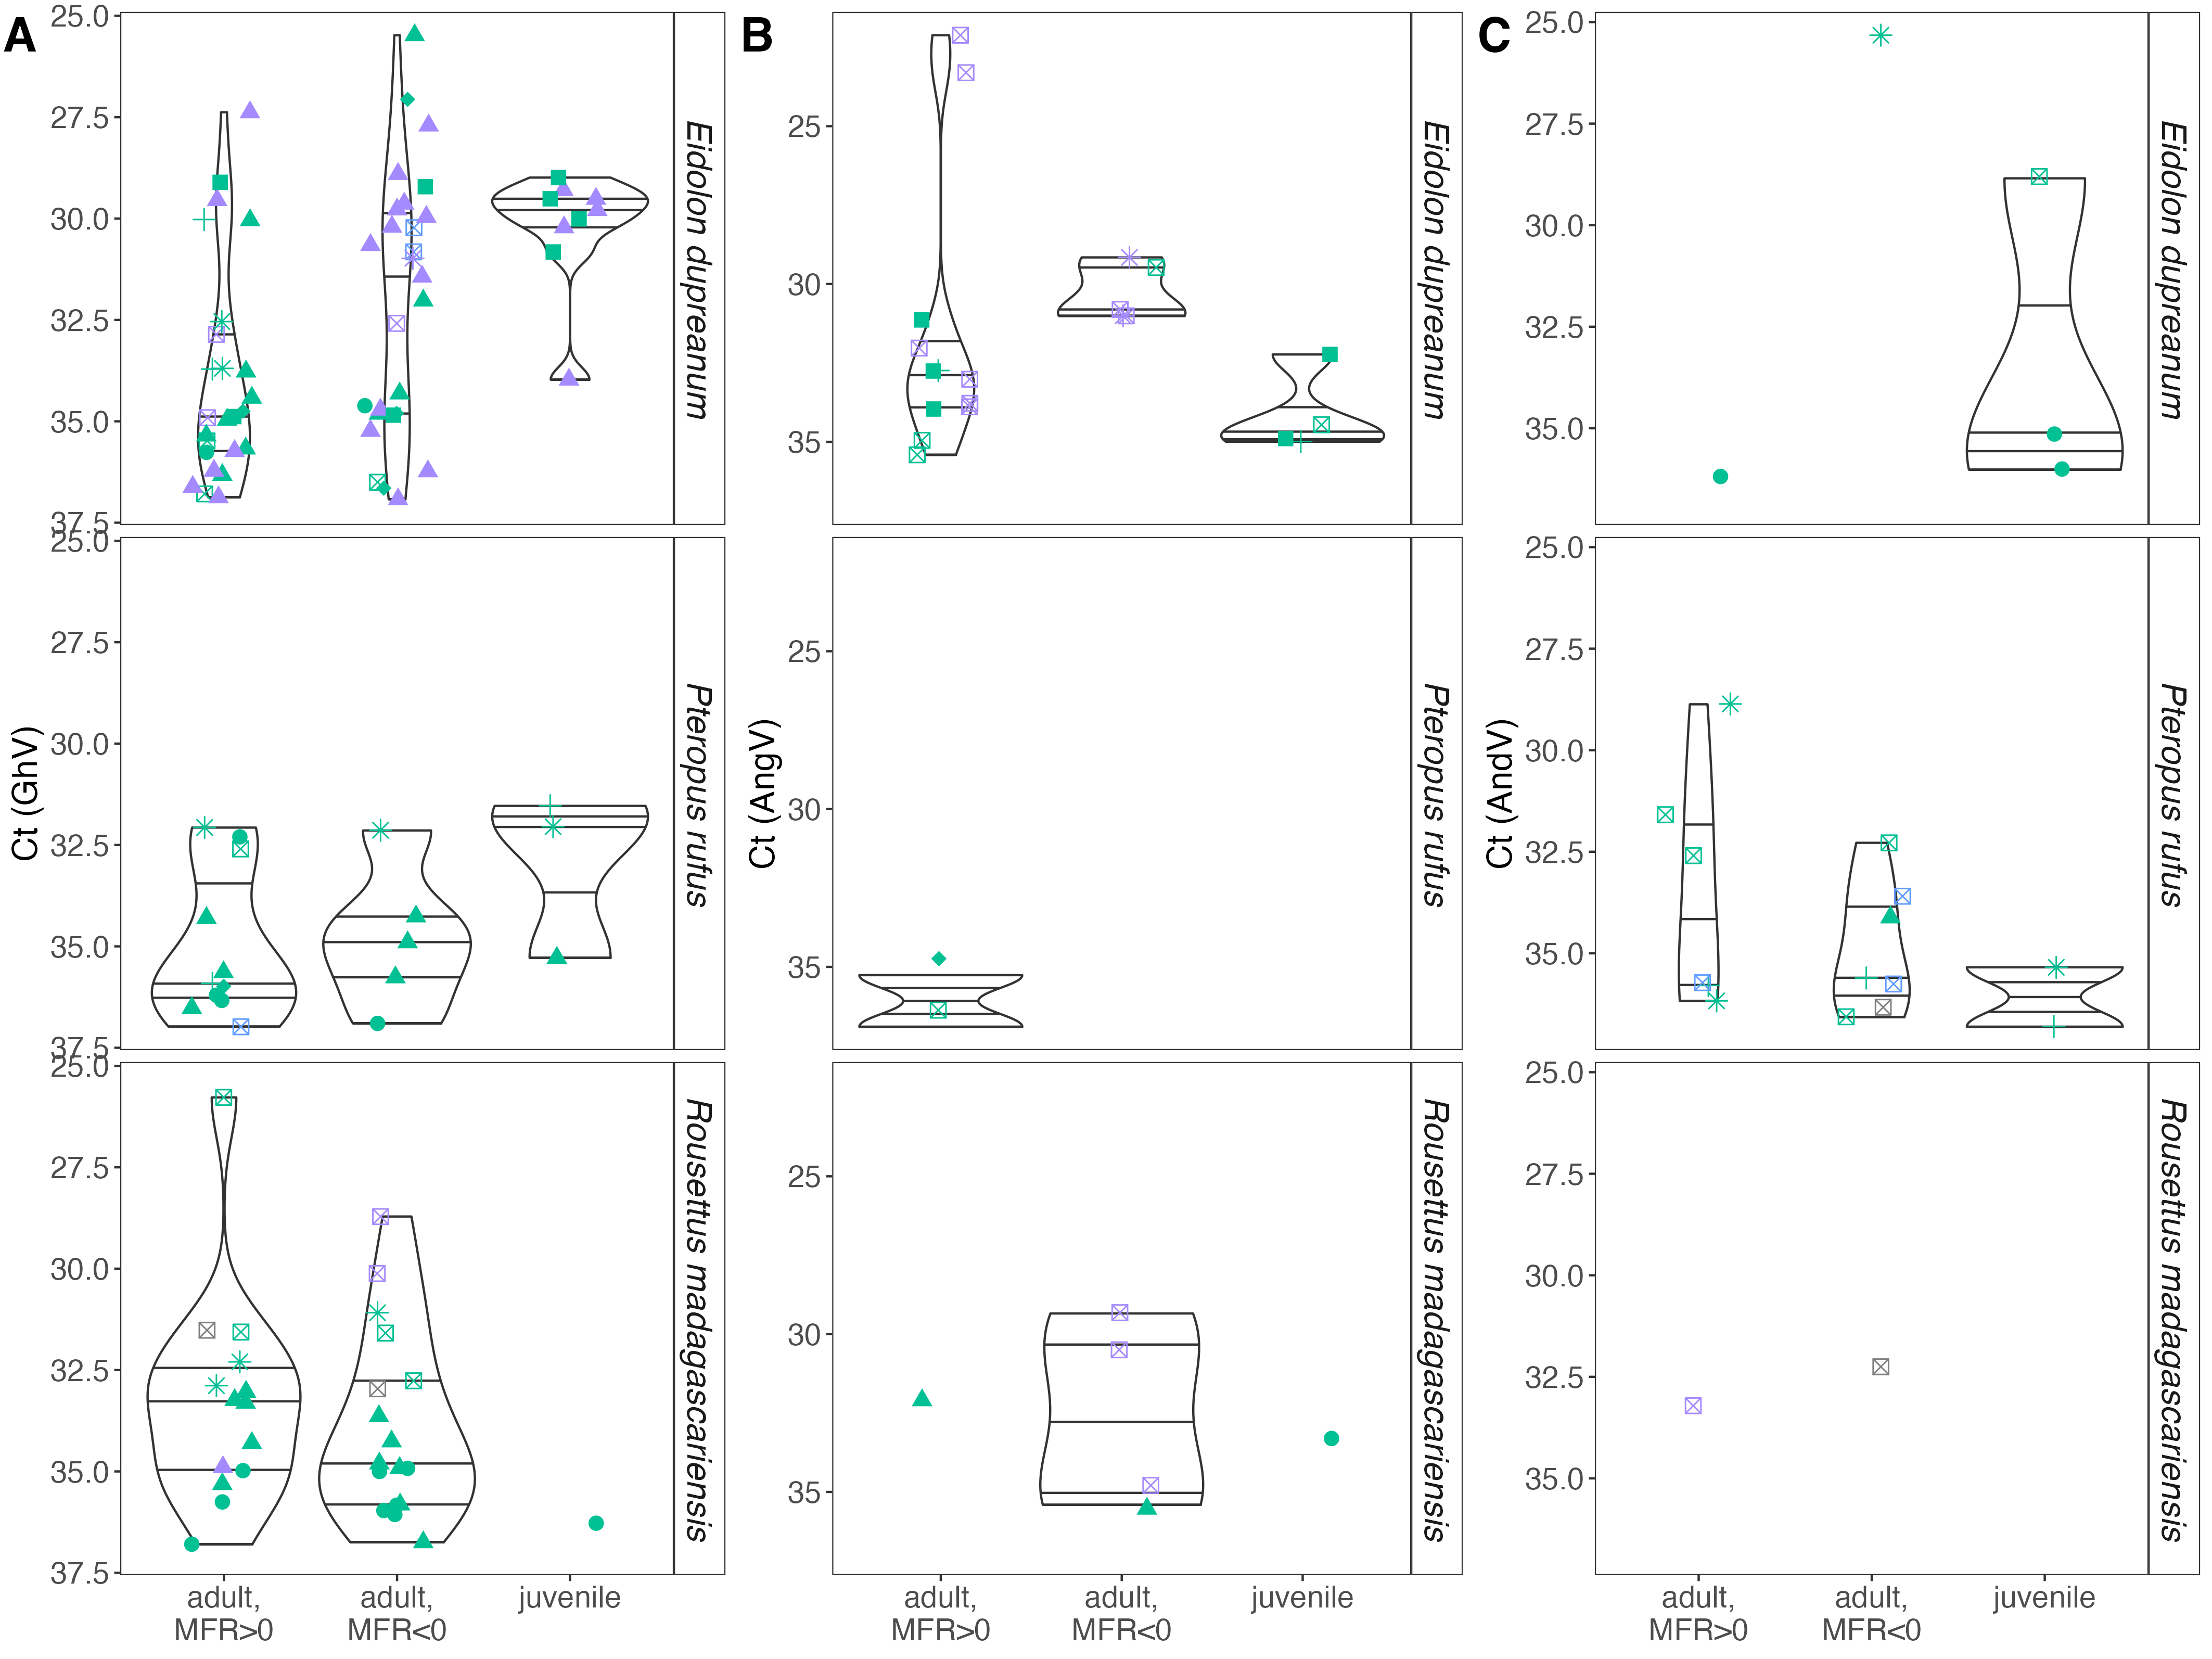 A
Ct (GhV)
25.0
27.5
30.0
32.5
35.0
37.5
Eidolon dupreanum
25.0
27.5
30.0
32.5
35.0
37.5
Pteropus rufus
25.0
27.5
30.0
32.5
35.0
37.5
Rousettus madagascariensis
adult,
MFR>0
adult,
MFR<0
juvenile
B
Ct (AngV)
25
30
35
Eidolon dupreanum
25
30
35
Pteropus rufus
25
30
35
Rousettus madagascariensis
adult,
MFR>0
adult,
MFR<0
juvenile
C
Ct (AndV)
25.0
27.5
30.0
32.5
35.0
Eidolon dupreanum
25.0
27.5
30.0
32.5
35.0
Pteropus rufus
25.0
27.5
30.0
32.5
35.0
Rousettus madagascariensis
adult,
MFR>0
adult,
MFR<0
juvenile